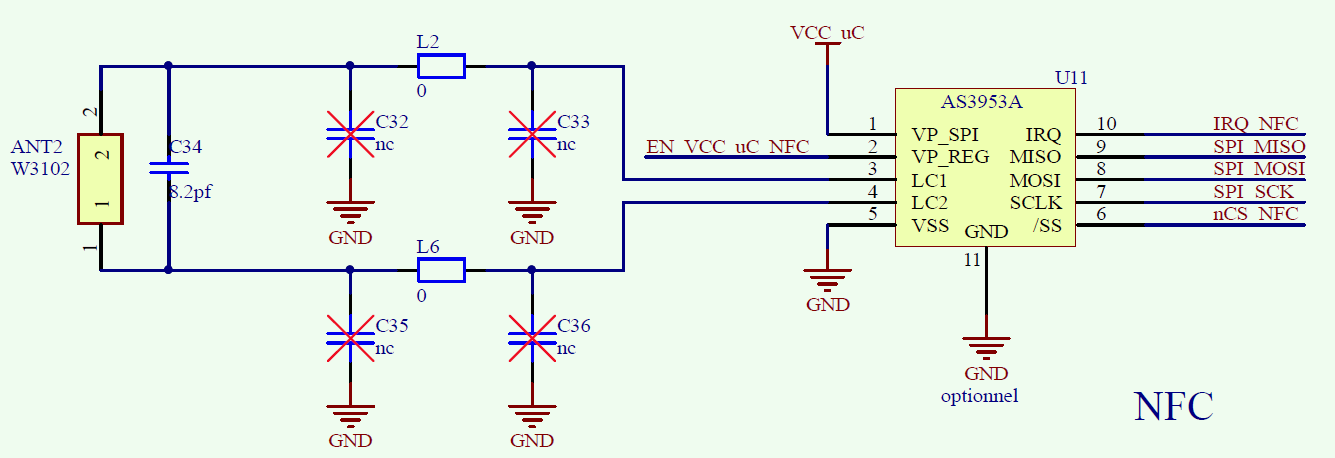 VCC_uC
L2
0
U11
AS3953A
2
ANT2
W3102
2
1
1
C34
8.2pf
C32
nc
GND
C33
nc
GND
EN_VCC_uC_NFC
1
2
3
4
5
VP_SPI
VP_REG
LC1
LC2
VSS
GND
IRQ
MISO
MOSI
SCLK
/SS
10
9
8
7
6
IRQ_NFC
SPI_MISO
SPI_MOSI
SPI_SCK
nCS_NFC
11
GND
L6
0
C35
nc
GND
C36
nc
GND
GND
optionnel
NFC